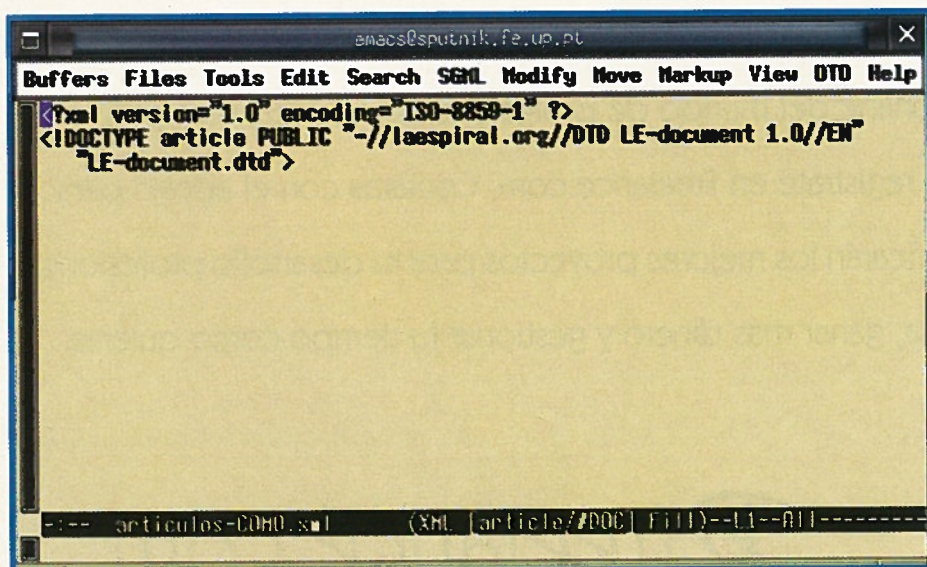 emacs@sputnik.fe.up.pt
Buffers Files Tools Edit Search SGML Modify Move Markup View DTD Help
<?xml version="1.0" encoding="ISO-8859-1" ?>
<!DOCTYPE article PUBLIC "-//laespiral.org//DTD LE-document 1.0//EN"
"LE-document.dtd">
-:-- articulos-COMO.xml (XML [article/#DOC] Fill)--L1--All---------